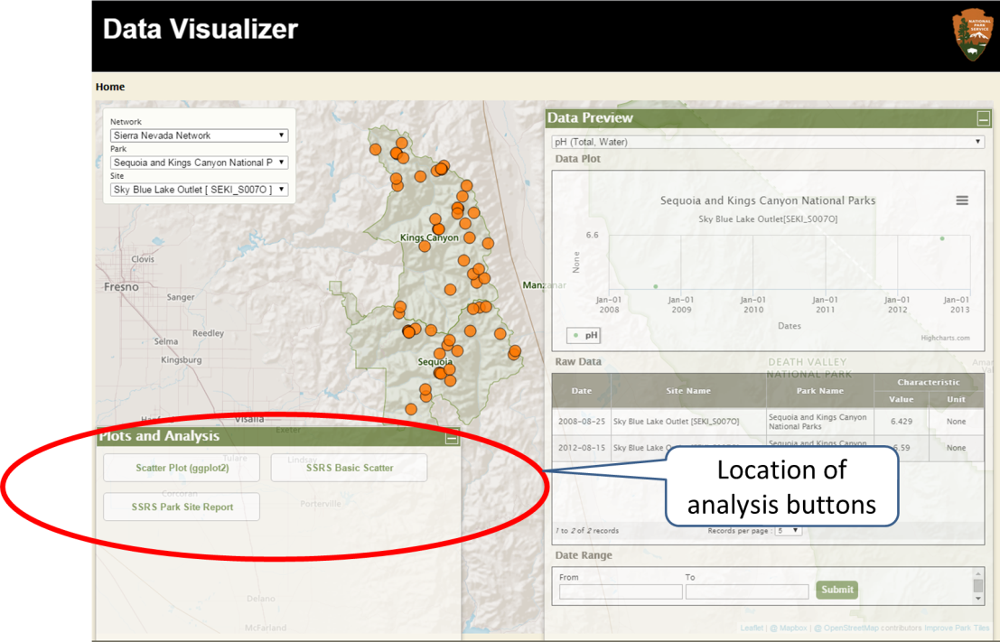 Data Visualizer
NATIONAL
PARK
SERVICE
Home
Network
Sierra Nevada Network
Park
Sequoia and Kings Canyon National P
Site
Sky Blue Lake Outlet [ SEKI_S007O ]
Kings Canyon
Clovis
Fresno
Sanger
Reedley
Selma
Kingsburg
Sequoia
Visalia
Manzanar
Data Preview
pH (Total, Water)
Data Plot
Sequoia and Kings Canyon National Parks
Sky Blue Lake Outlet[SEKI_S007O]
6.6
None
Jan-01 2008
Jan-01 2009
Jan-01 2010
Jan-01 2011
Jan-01 2012
Jan-01 2013
Dates
pH
Highcharts.com
DEATH VALLEY
NATIONAL PARK
Raw Data
Date Site Name Park Name Characteristic
Value Unit
2008-08-25 Sky Blue Lake Outlet [SEKI_S007O] Sequoia and Kings Canyon National Parks 6.429 None
2012-08-15 Sky Blue Lake Sequoia and Kings Canyon 6.59 None
1 to 2 of 2 records
Records per page : 5
Date Range
From
To
Submit
Leaflet | @ Mapbox | @ OpenStreetMap contributors Improve Park Tiles
Plots and Analysis
Exeter
Tulare
Lindsay
Scatter Plot (ggplot2)
SSRS Basic Scatter
Corcoran
Porterville
SSRS Park Site Report
Delano
McFarland
Location of
analysis buttons